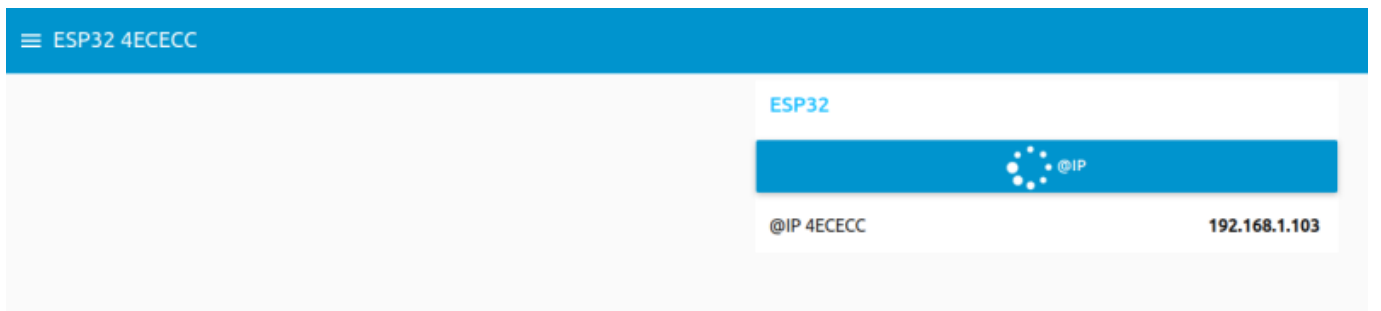 ESP32 4ECECC
ESP32
@IP
@IP 4ECECC 192.168.1.103